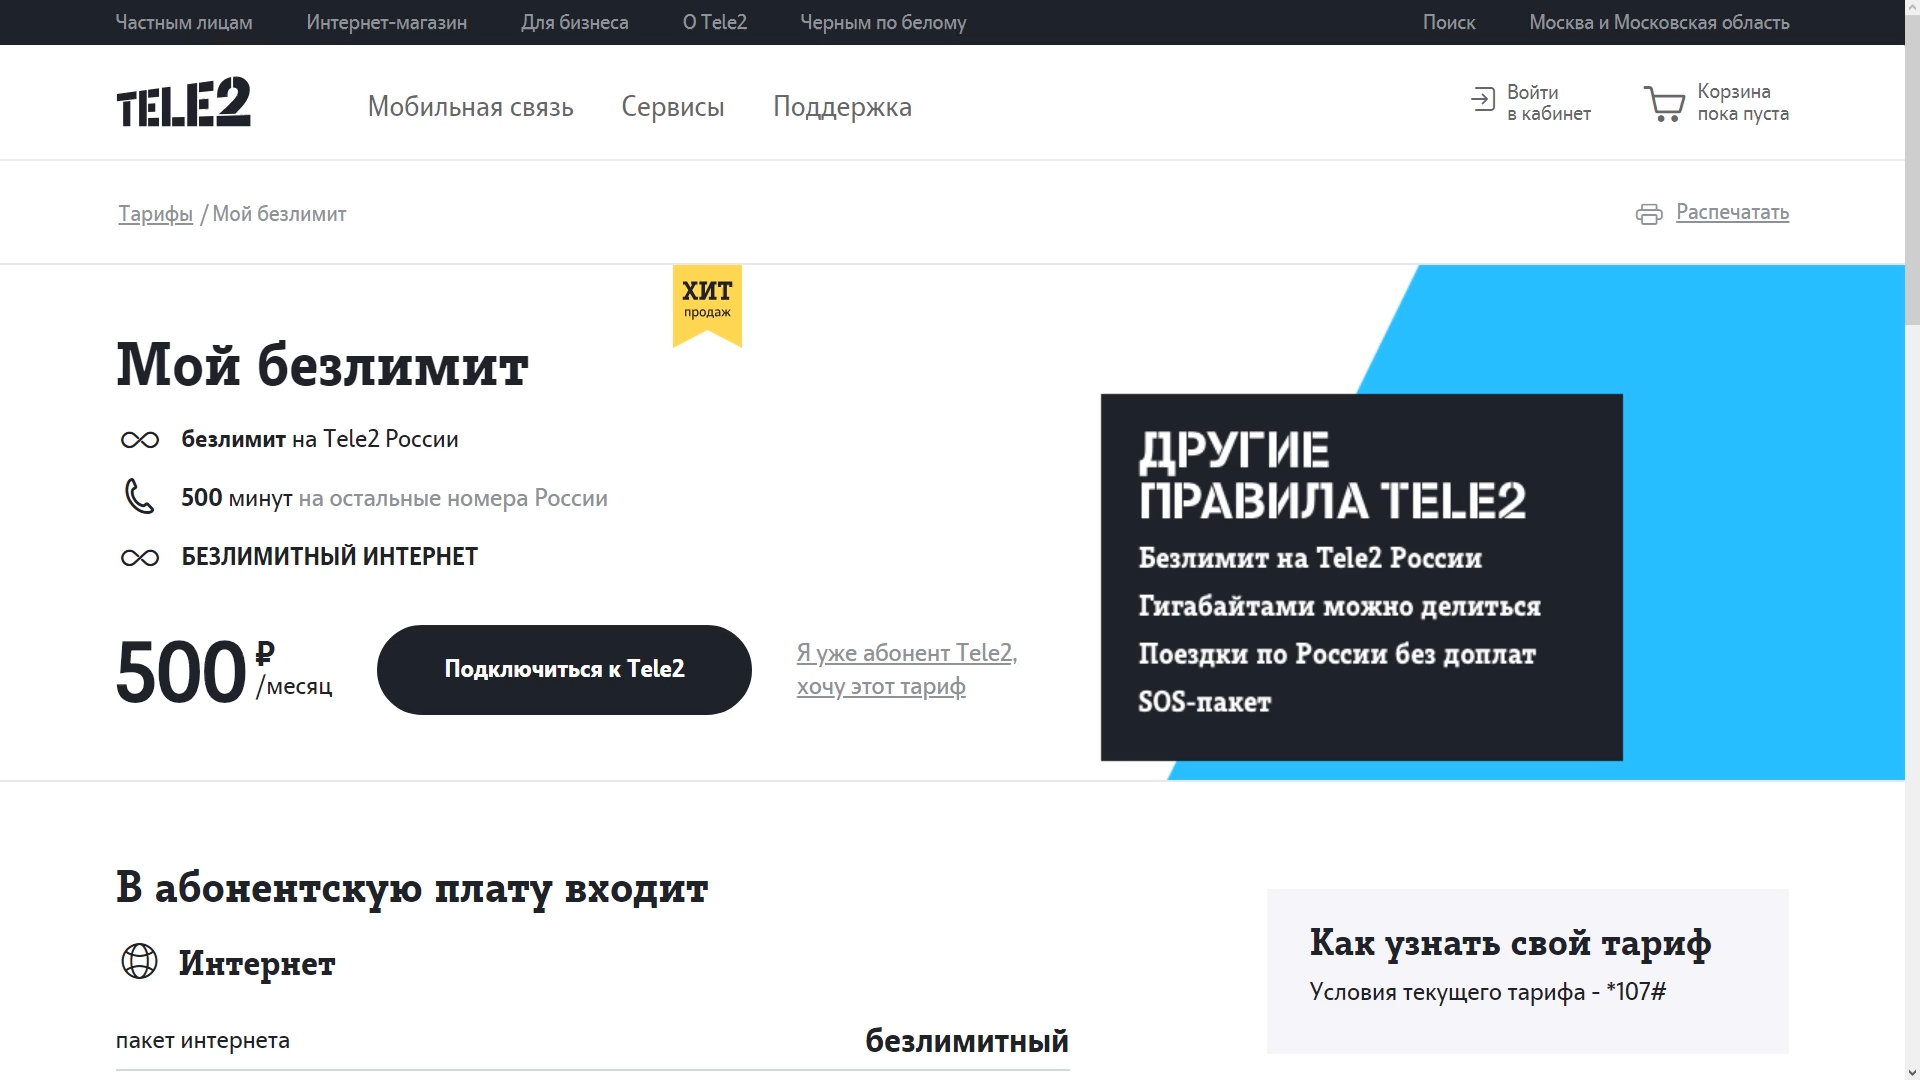 Частным лицам Интернет-магазин Для бизнеса О Tele2 Черным по белому Поиск Москва и Московская область
TELE2
Мобильная связь Сервисы Поддержка
Войти
в кабинет
Корзина
пока пуста
Тарифы / Мой безлимит
Распечатать
ХИТ
продаж
Мой безлимит
безлимит на Tele2 России
500 минут на остальные номера России
БЕЗЛИМИТНЫЙ ИНТЕРНЕТ
500 ₽
/месяц
Подключиться к Tele2
Я уже абонент Tele2,
хочу этот тариф
ДРУГИЕ
ПРАВИЛА TELE2
Безлимит на Tele2 России
Гигабайтами можно делиться
Поездки по России без доплат
SOS-пакет
В абонентскую плату входит
Интернет
пакет интернета безлимитный
Как узнать свой тариф
Условия текущего тарифа - *107#